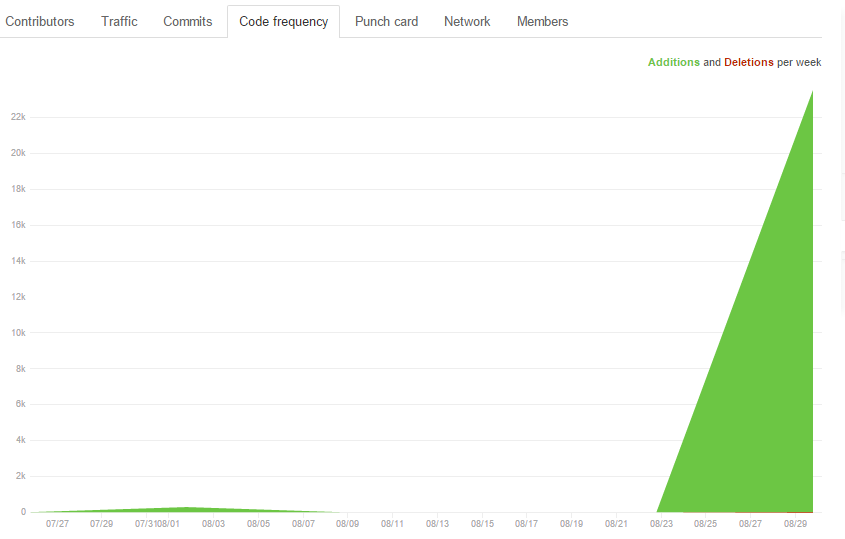 Contributors Traffic Commits Code frequency Punch card Network Members
Additions and Deletions per week
22k
20k
18k
16k
14k
12k
10k
8k
6k
4k
2k
0
07/27 07/29 07/31 08/01 08/03 08/05 08/07 08/09 08/11 08/13 08/15 08/17 08/19 08/21 08/23 08/25 08/27 08/29